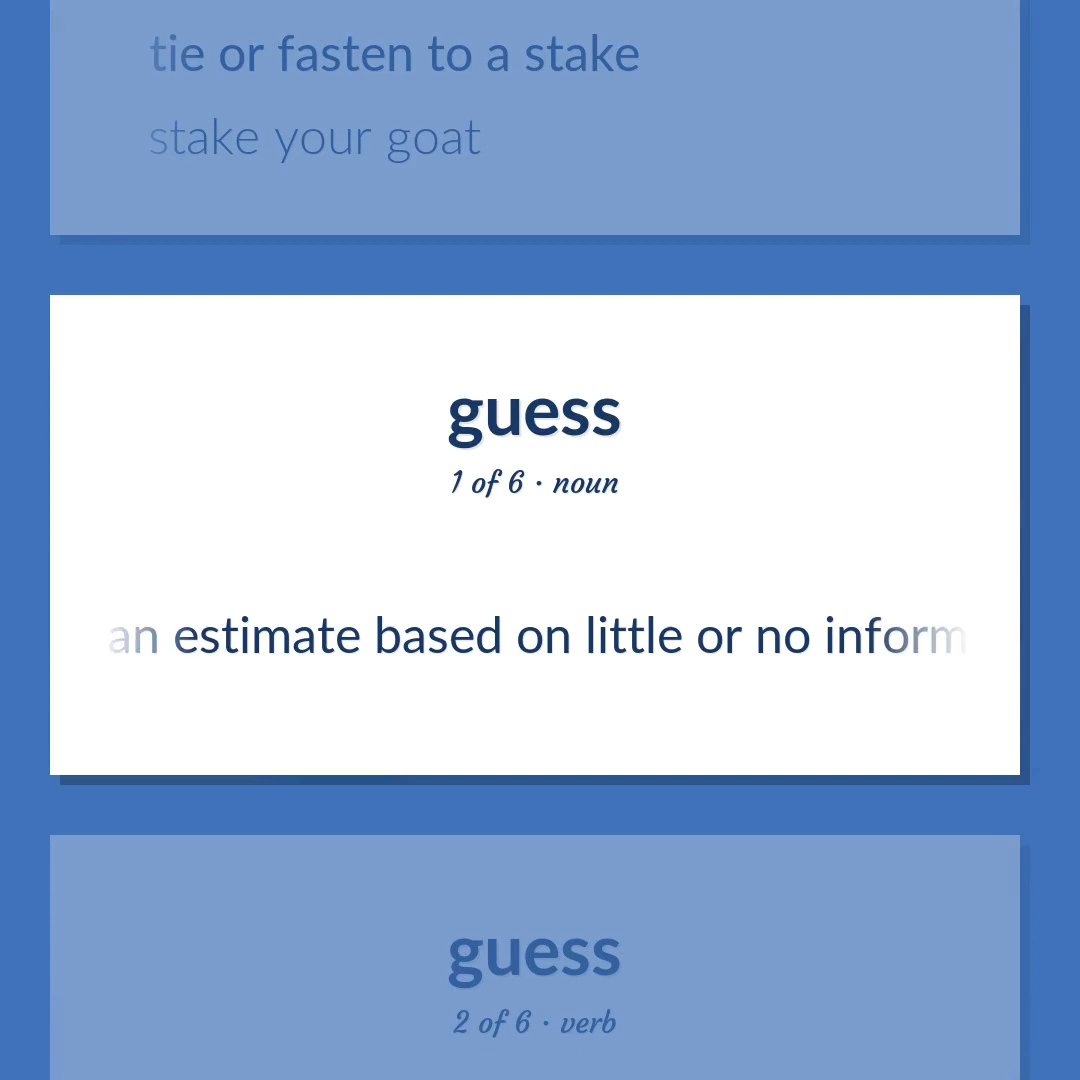 tie or fasten to a stake
stake your goat
guess
1 of 6 · noun
an estimate based on little or no inform
guess
2 of 6 · verb